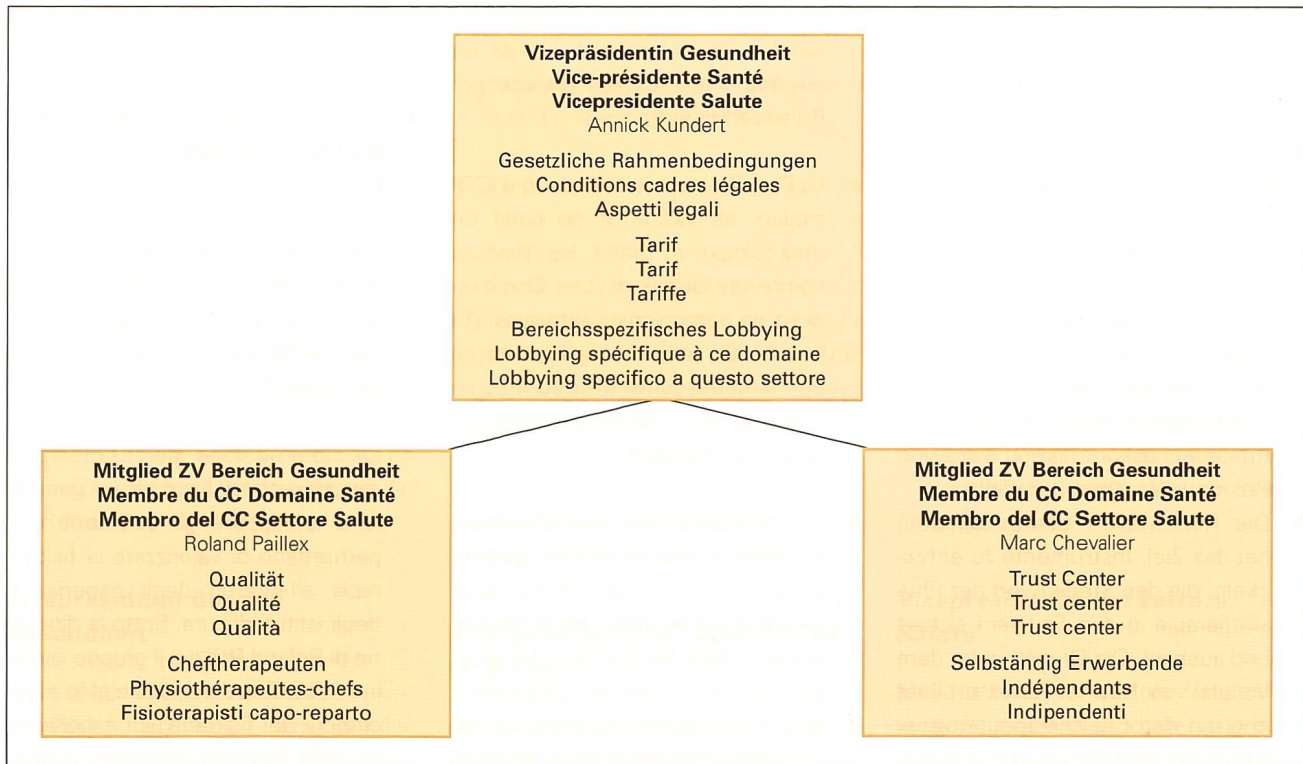 Vizepräsidentin Gesundheit
Vice-présidente Santé
Vicepresidente Salute
Annick Kundert
Gesetzliche Rahmenbedingungen
Conditions cadres légales
Aspetti legali
Tarif
Tarif
Tariffe
Bereichsspezifisches Lobbying
Lobbying spécifique à ce domaine
Lobbying specifico a questo settore
Mitglied ZV Bereich Gesundheit
Membre du CC Domaine Santé
Membro del CC Settore Salute
Roland Paillex
Qualität
Qualité
Qualità
Cheftherapeuten
Physiothérapeutes-chefs
Fisioterapisti capo-reparto
Mitglied ZV Bereich Gesundheit
Membre du CC Domaine Santé
Membro del CC Settore Salute
Marc Chevalier
Trust Center
Trust center
Trust center
Selbständig Erwerbende
Indépendants
Indipendenti